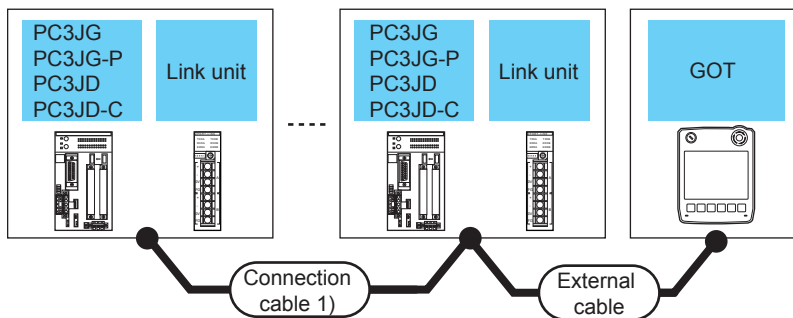 PC3JG
PC3JG-P
PC3JD
PC3JD-C
Link unit
PC3JG
PC3JG-P
PC3JD
PC3JD-C
Link unit
GOT
Connection
cable 1)
External
cable